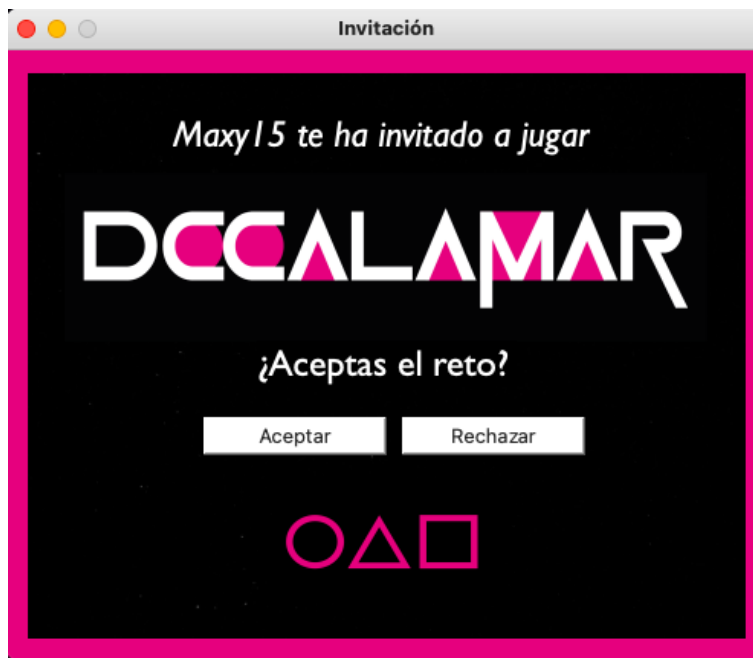 Invitación
Maxy15 te ha invitado a jugar
DCCALAMAR
¿Aceptas el reto?
Aceptar Rechazar